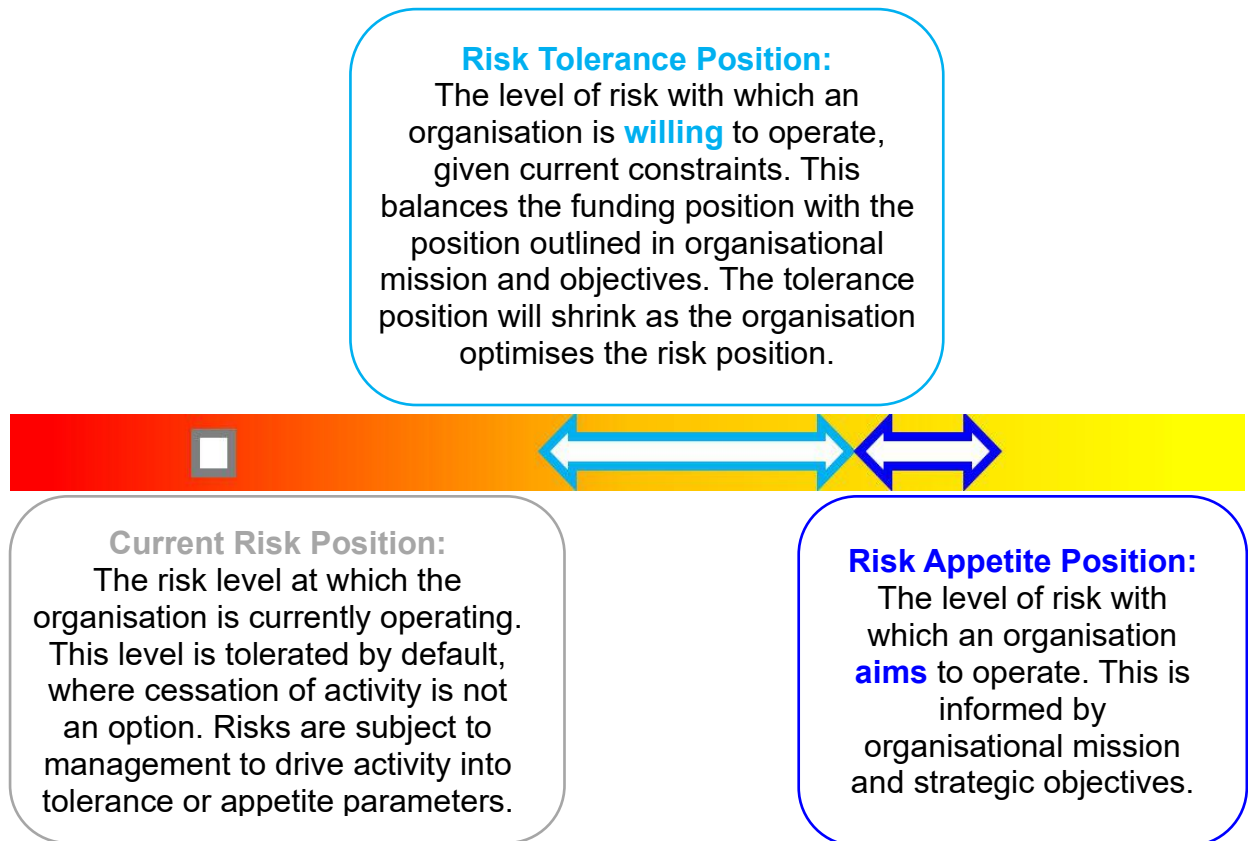 Risk Tolerance Position:
The level of risk with which an
organisation is willing to operate,
given current constraints. This
balances the funding position with the
position outlined in organisational
mission and objectives. The tolerance
position will shrink as the organisation
optimises the risk position.
Current Risk Position:
The risk level at which the
organisation is currently operating.
This level is tolerated by default,
where cessation of activity is not
an option. Risks are subject to
management to drive activity into
tolerance or appetite parameters.
Risk Appetite Position:
The level of risk with
which an organisation
aims to operate. This is
informed by
organisational mission
and strategic objectives.